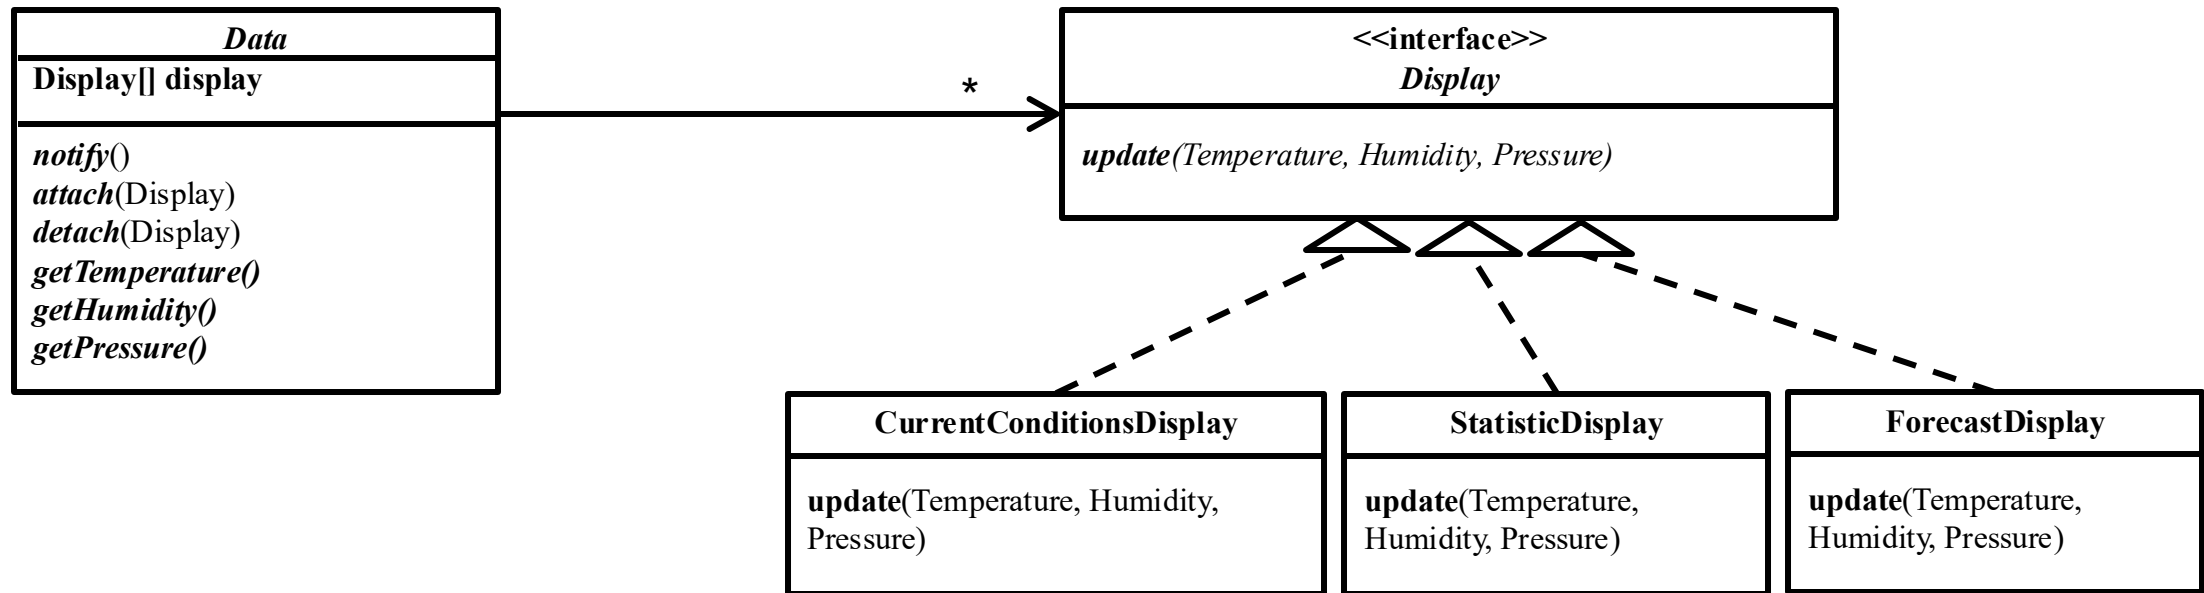 Data
Display[] display
notify()
attach(Display)
detach(Display)
getTemperature()
getHumidity()
getPressure()
*
<<interface>>
Display
update(Temperature, Humidity, Pressure)
CurrentConditionsDisplay
update(Temperature, Humidity,
Pressure)
StatisticDisplay
update(Temperature,
Humidity, Pressure)
ForecastDisplay
update(Temperature,
Humidity, Pressure)